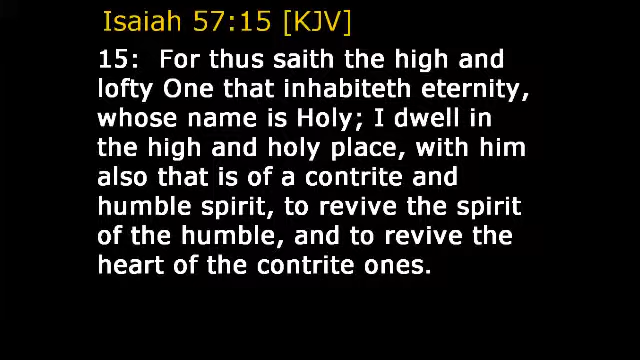 Isaiah 57:15 [KJV]
15:  For thus saith the high and
lofty One that inhabiteth eternity,
whose name is Holy; I dwell in
the high and holy place, with him
also that is of a contrite and
humble spirit, to revive the spirit
of the humble, and to revive the
heart of the contrite ones.